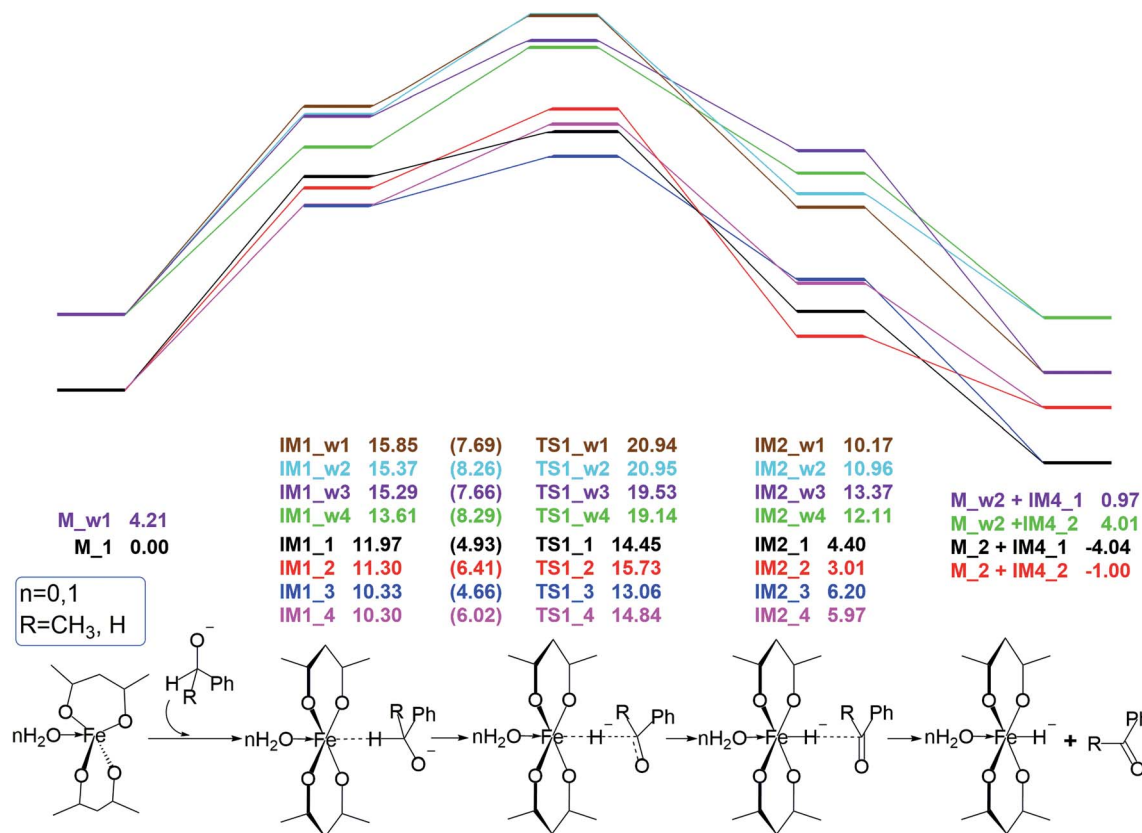 IM1_w1 15.85 (7.69) TS1_w1 20.94 IM2_w1 10.17
IM1_w2 15.37 (8.26) TS1_w2 20.95 IM2_w2 10.96
IM1_w3 15.29 (7.66) TS1_w3 19.53 IM2_w3 13.37
IM1_w4 13.61 (8.29) TS1_w4 19.14 IM2_w4 12.11
IM1_1 11.97 (4.93) TS1_1 14.45 IM2_1 4.40
IM1_2 11.30 (6.41) TS1_2 15.73 IM2_2 3.01
IM1_3 10.33 (4.66) TS1_3 13.06 IM2_3 6.20
IM1_4 10.30 (6.02) TS1_4 14.84 IM2_4 5.97
M_w1 4.21
M_1 0.00
M_w2 + IM4_1 0.97
M_w2 +IM4_2 4.01
M_2 + IM4_1 -4.04
M_2 + IM4_2 -1.00
n=0,1
R=CH₃, H
O⁻
H Ph
R
O O
nH₂O Fe
O O
O O
R Ph
nH₂O Fe H
O⁻
O O
O O
R Ph
nH₂O Fe H⁻
O
O O
O O
R Ph
nH₂O Fe H⁻
O
O O
O O
nH₂O Fe H⁻ + R
O
O O